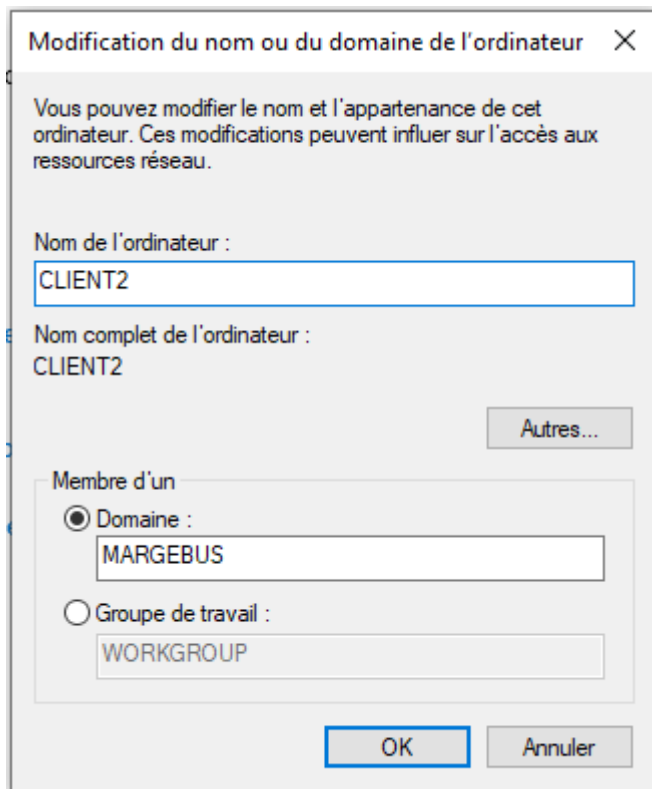 Modification du nom ou du domaine de l'ordinateur
Vous pouvez modifier le nom et l'appartenance de cet
ordinateur. Ces modifications peuvent influer sur l'accès aux
ressources réseau.
Nom de l'ordinateur :
CLIENT2
Nom complet de l'ordinateur :
CLIENT2
Autres...
Membre d'un
Domaine :
MARGEBUS
Groupe de travail :
WORKGROUP
OK Annuler